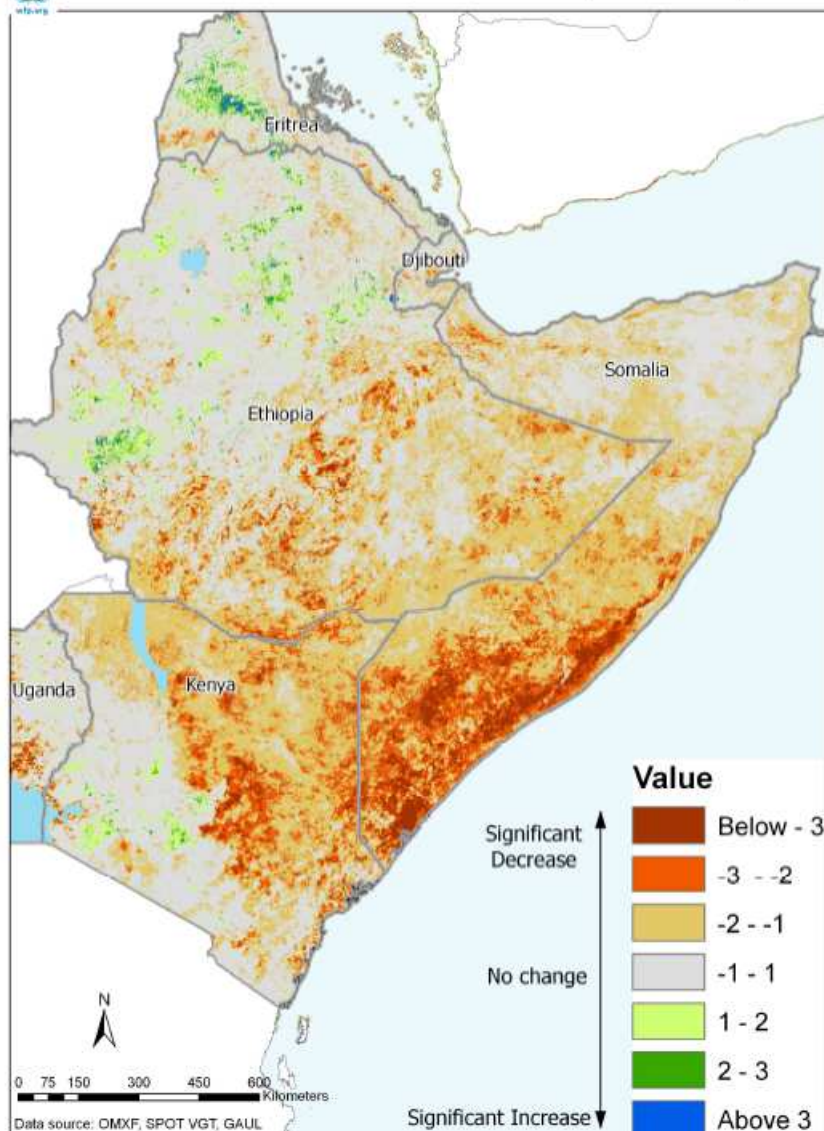 wfp.org
Eritrea
Djibouti
Somalia
Ethiopia
Uganda
Kenya
Value
Significant
Decrease
Below - 3
-3 - -2
-2 - -1
No change
-1 - 1
1 - 2
2 - 3
Significant Increase
Above 3
N
0 75 150 300 450 600
Kilometers
Data source: OMXF, SPOT VGT, GAUL